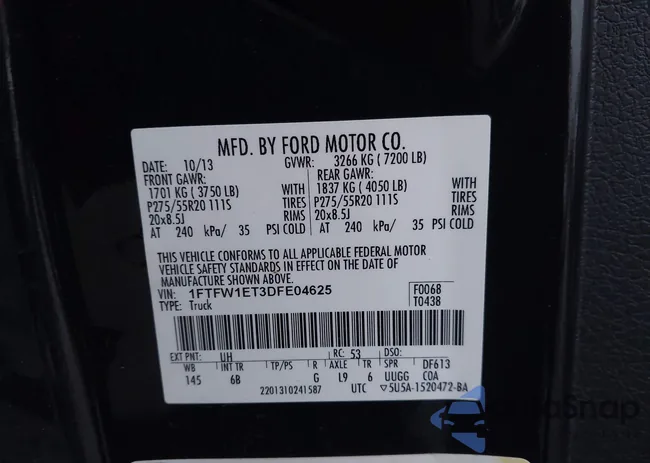 MFD. BY FORD MOTOR CO.
DATE: 10/13 GVWR: 3266 KG ( 7200 LB)
FRONT GAWR: REAR GAWR:
1701 KG ( 3750 LB) WITH 1837 KG ( 4050 LB) WITH
P275/55R20 111S TIRES P275/55R20 111S TIRES
20x8.5J RIMS 20x8.5J RIMS
AT 240 kPa/ 35 PSI COLD AT 240 kPa/ 35 PSI COLD
THIS VEHICLE CONFORMS TO ALL APPLICABLE FEDERAL MOTOR
VEHICLE SAFETY STANDARDS IN EFFECT ON THE DATE OF
MANUFACTURE SHOWN ABOVE.
VIN: 1FTFW1ET3DFE04625 F0068
TYPE: Truck T0438
EXT PNT: UH RC: 53 DSO:
WB INT TR TP/PS R AXLE TR SPR DF613
145 6B G L9 6 UUGG COA
2201310241587 UTC ▽5U5A-1520472-BA
AutoSnap